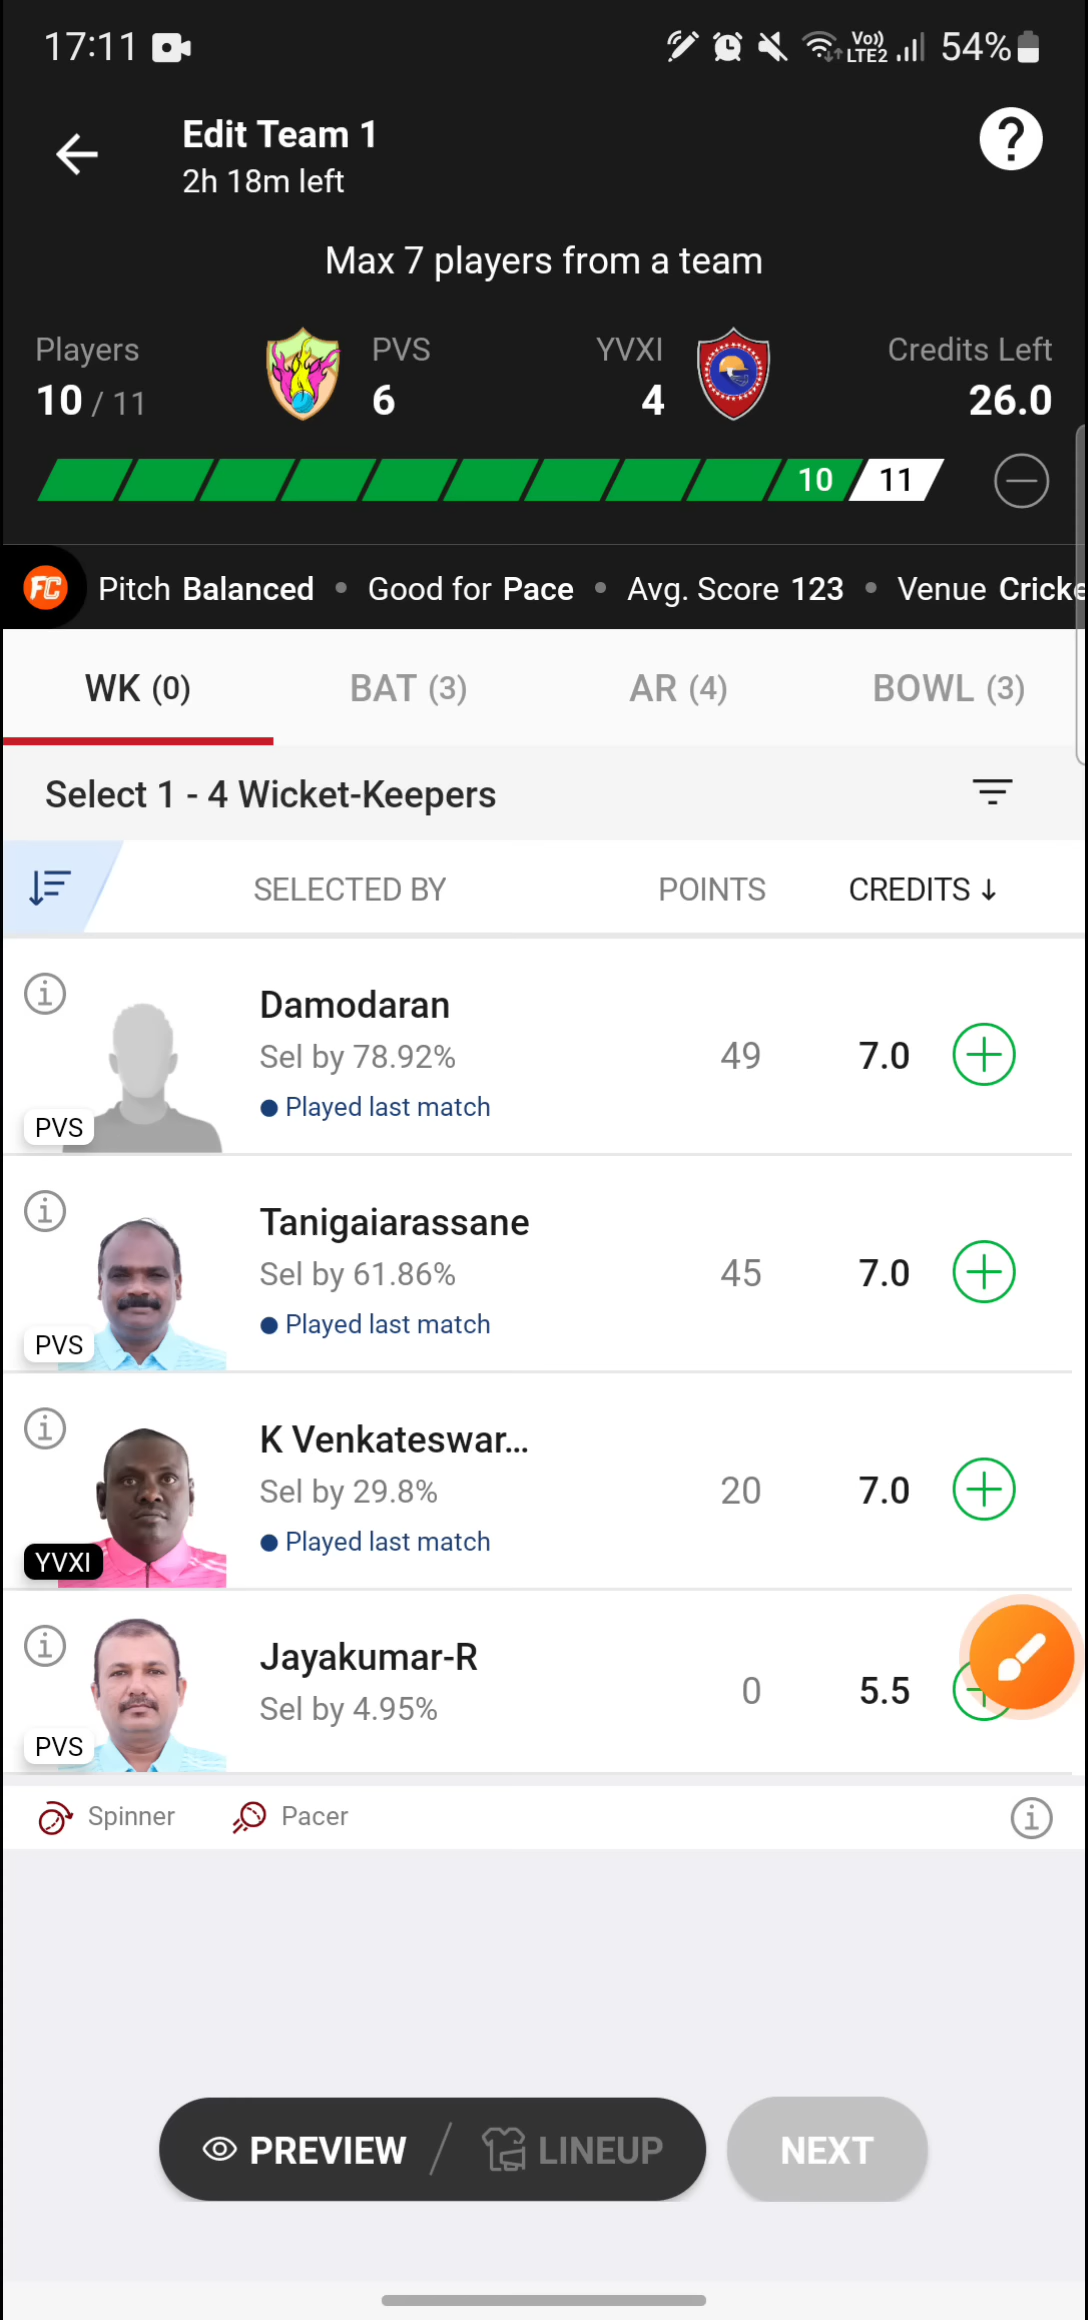 17:11
Vo)) LTE2
54%
Edit Team 1
?
2h 18m left
Max 7 players from a team
Players
PVS
YVXI
Credits Left
10 / 11
6
4
26.0
10
11
FC Pitch Balanced • Good for Pace • Avg. Score 123 • Venue Cricke
WK (0)
BAT (3)
AR (4)
BOWL (3)
Select 1 - 4 Wicket-Keepers
SELECTED BY
POINTS
CREDITS ↓
Damodaran
Sel by 78.92%
49
7.0
Played last match
PVS
Tanigaiarassane
Sel by 61.86%
45
7.0
Played last match
PVS
K Venkateswar...
Sel by 29.8%
20
7.0
Played last match
YVXI
Jayakumar-R
Sel by 4.95%
0
5.5
PVS
Spinner
Pacer
PREVIEW
LINEUP
NEXT